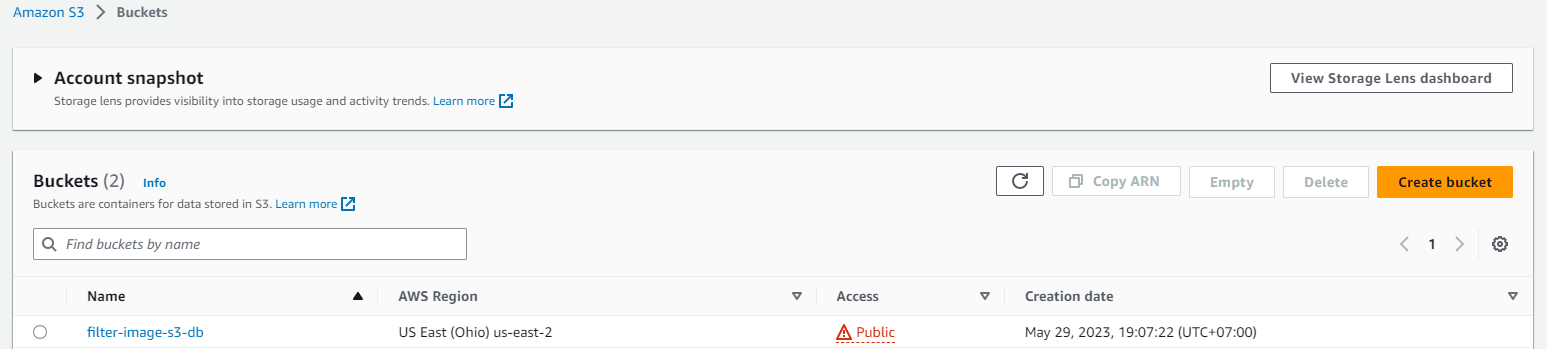 Amazon S3 > Buckets
Account snapshot
View Storage Lens dashboard
Storage lens provides visibility into storage usage and activity trends. Learn more
Buckets (2) Info
Copy ARN Empty Delete Create bucket
Buckets are containers for data stored in S3. Learn more
Find buckets by name
1
Name AWS Region Access Creation date
filter-image-s3-db US East (Ohio) us-east-2 Public May 29, 2023, 19:07:22 (UTC+07:00)